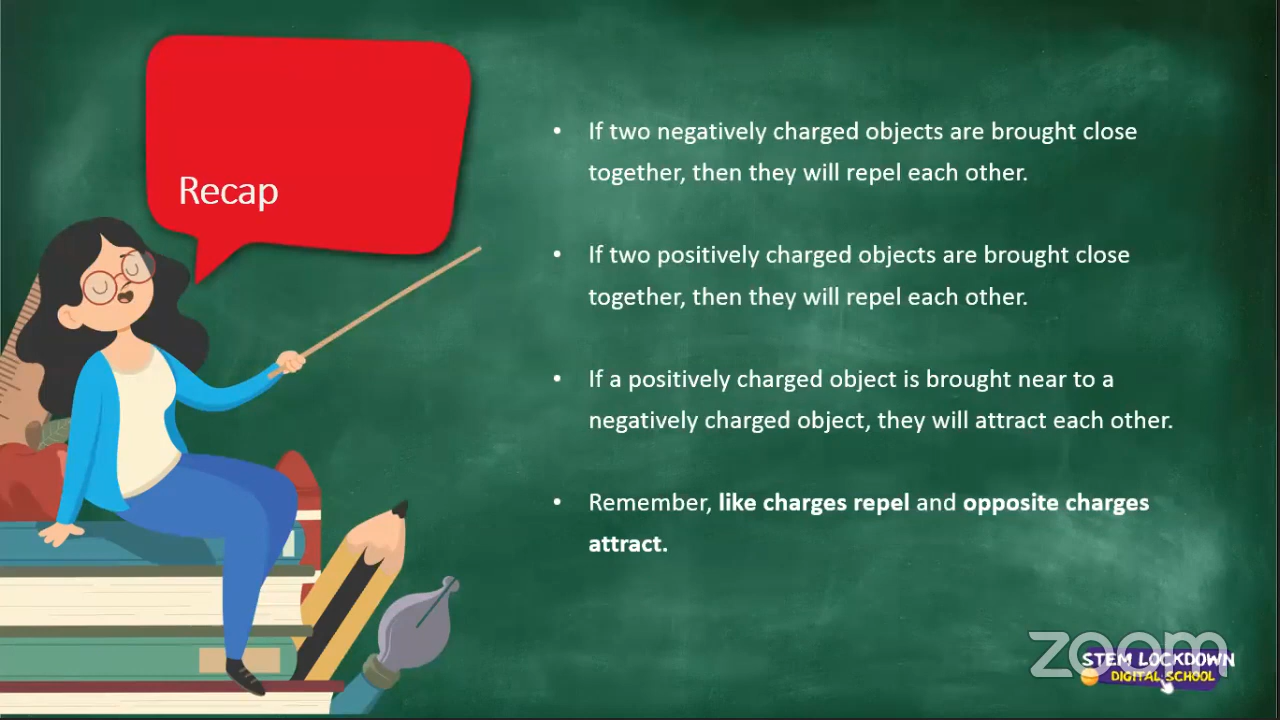 Recap
• If two negatively charged objects are brought close
together, then they will repel each other.
• If two positively charged objects are brought close
together, then they will repel each other.
• If a positively charged object is brought near to a
negatively charged object, they will attract each other.
• Remember, like charges repel and opposite charges
attract.
zoom
STEM LOCKDOWN
DIGITAL SCHOOL